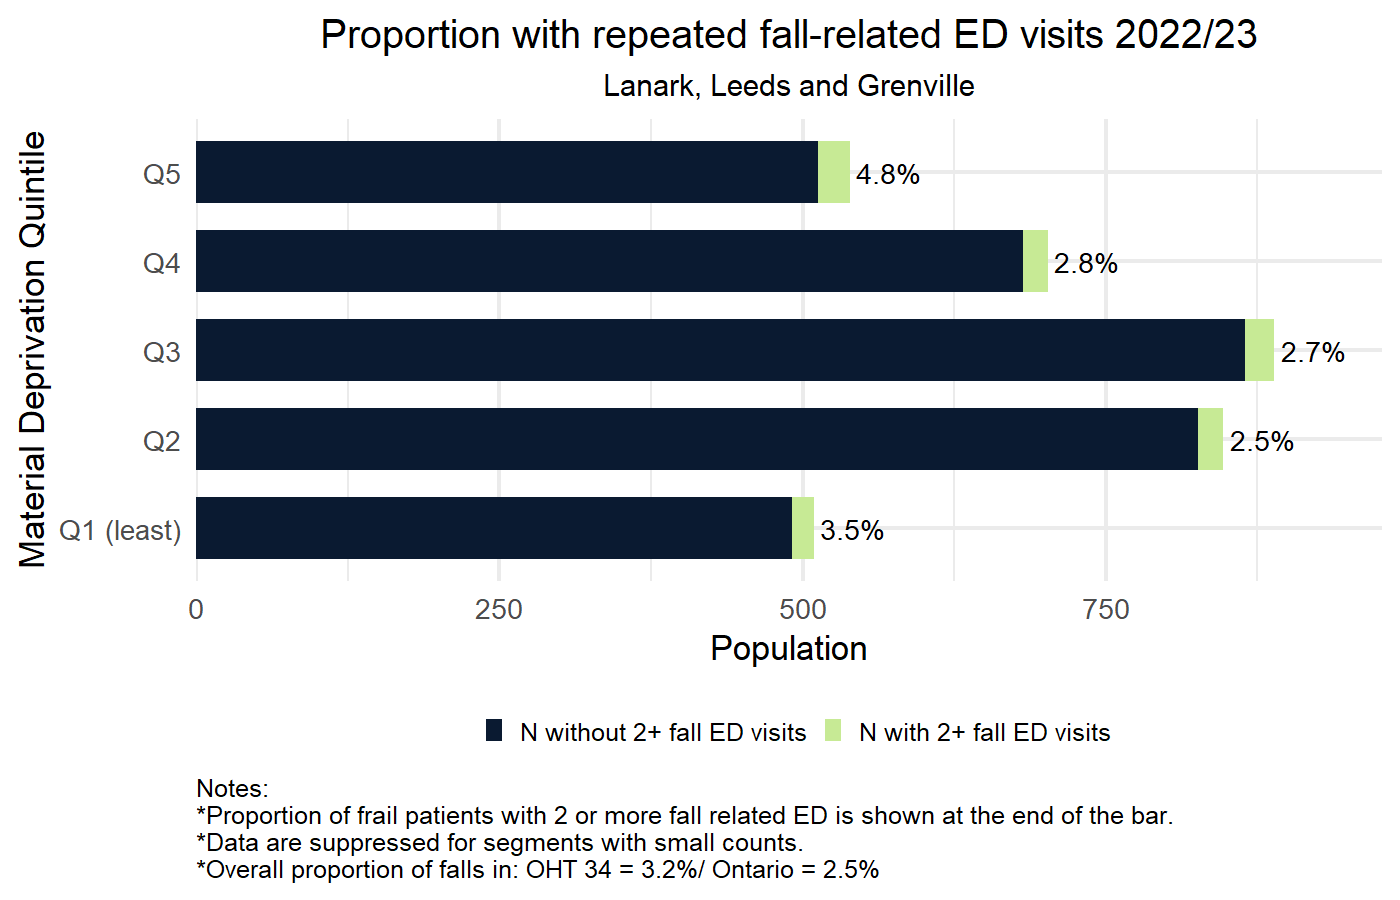 Proportion with repeated fall-related ED visits 2022/23
Lanark, Leeds and Grenville
Material Deprivation Quintile
Q5
4.8%
Q4
2.8%
Q3
2.7%
Q2
2.5%
Q1 (least)
3.5%
0
250
500
750
Population
N without 2+ fall ED visits
N with 2+ fall ED visits
Notes:
*Proportion of frail patients with 2 or more fall related ED is shown at the end of the bar.
*Data are suppressed for segments with small counts.
*Overall proportion of falls in: OHT 34 = 3.2%/ Ontario = 2.5%